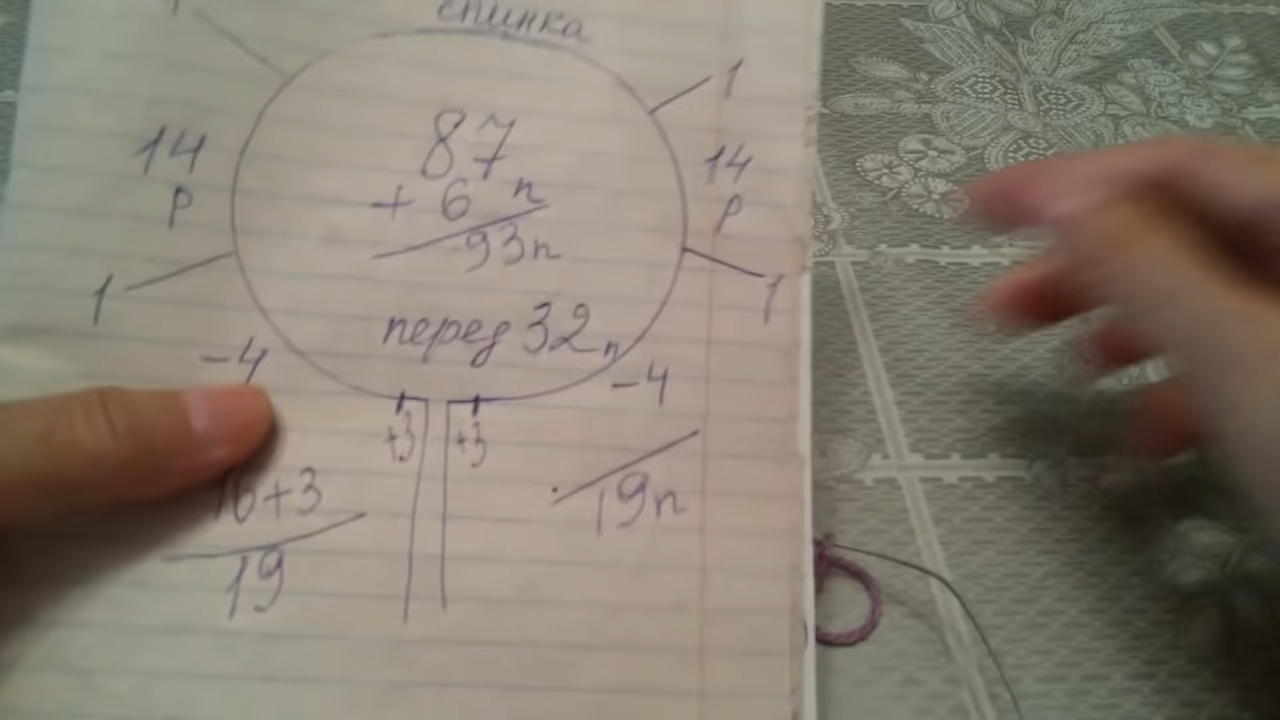 спинка
1
14
р
87
+ 6 п
93п
14
р
1
1
перед 32п
-4
-4
+3 +3
16+3
19
19п